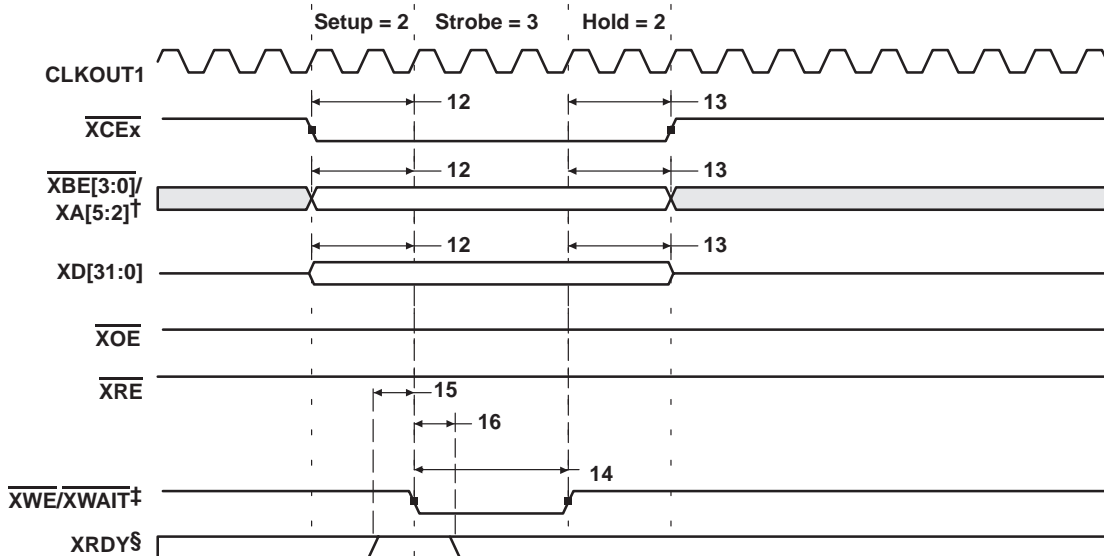 Setup = 2 Strobe = 3 Hold = 2
CLKOUT1
12 13
XCEx
12 13
XBE[3:0]/
XA[5:2]†
12 13
XD[31:0]
XOE
XRE
15
16
14
XWE/XWAIT‡
XRDY§